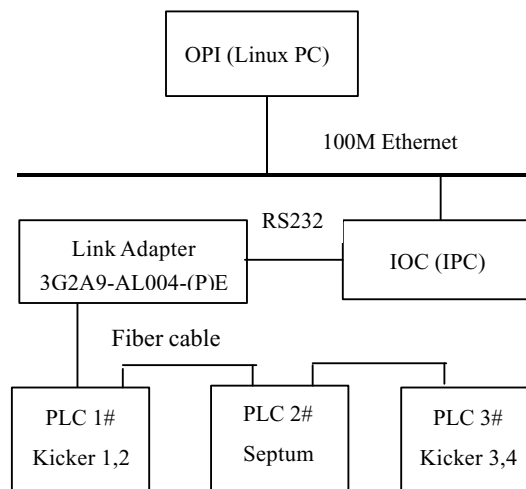 OPI (Linux PC)
100M Ethernet
RS232
Link Adapter
3G2A9-AL004-(P)E
IOC (IPC)
Fiber cable
PLC 1#
Kicker 1,2
PLC 2#
Septum
PLC 3#
Kicker 3,4